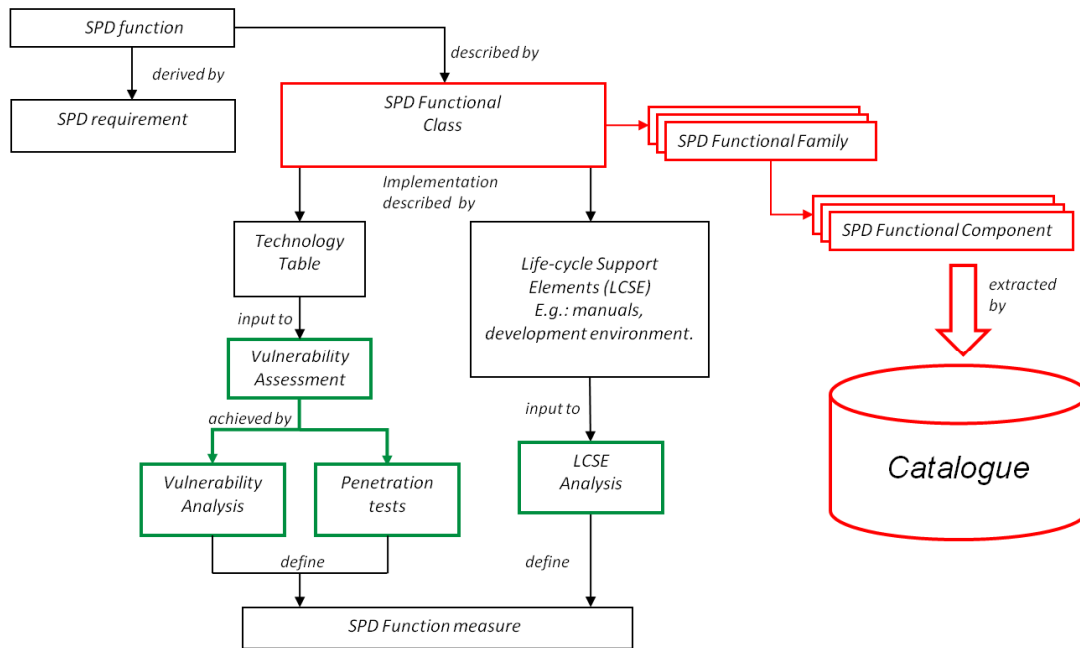 SPD function
described by
derived by
SPD Functional
Class
SPD requirement
SPD Functional Family
Implementation
described by
SPD Functional Component
Technology
Table
Life-cycle Support
Elements (LCSE)
E.g.: manuals,
development environment.
extracted
by
input to
Vulnerability
Assessment
achieved by
input to
Catalogue
Vulnerability
Analysis
Penetration
tests
LCSE
Analysis
define
define
SPD Function measure